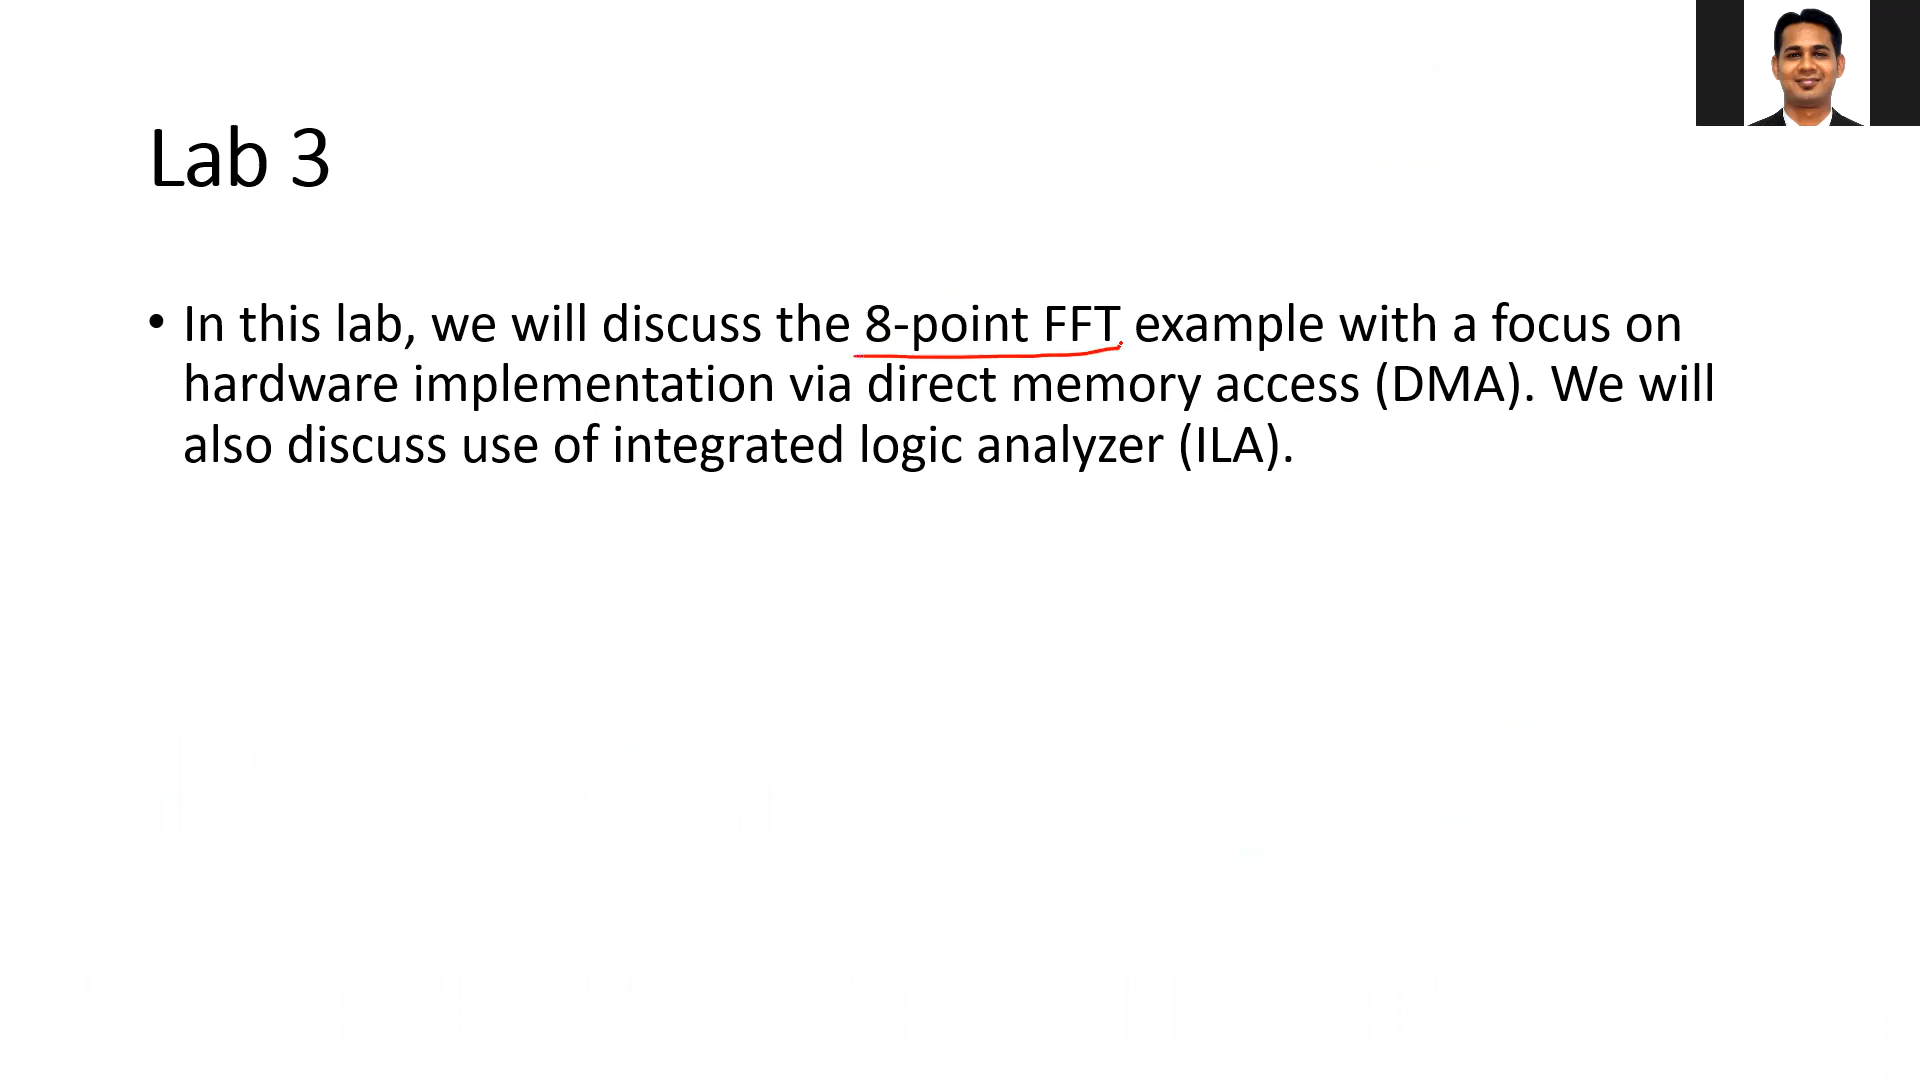 Lab 3
• In this lab, we will discuss the 8-point FFT example with a focus on
hardware implementation via direct memory access (DMA). We will
also discuss use of integrated logic analyzer (ILA).